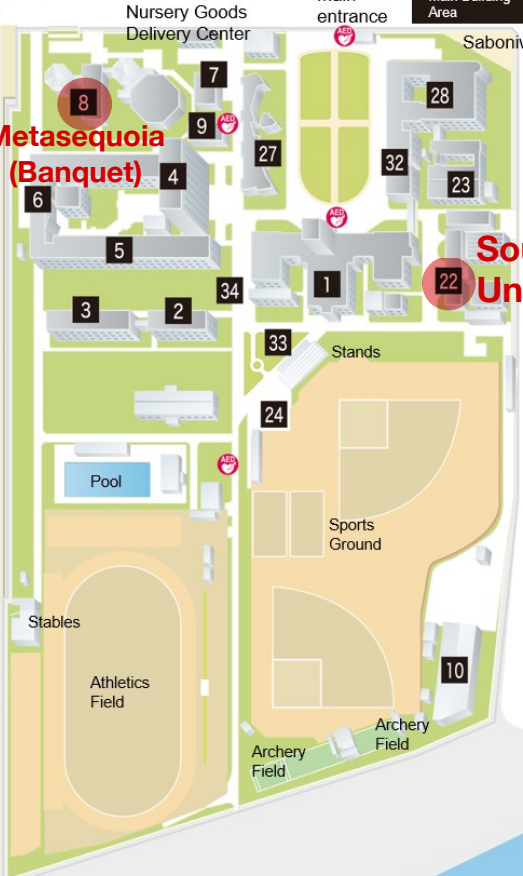 Nursery Goods
Delivery Center
entrance
Main Building
Area
AED
7
8
9
AED
Metasequoia
(Banquet)
4
6
5
27
28
32
23
AED
34
1
22
3
2
33
Stands
24
AED
Pool
Sports
Ground
Stables
Athletics
Field
10
Archery
Field
Archery
Field